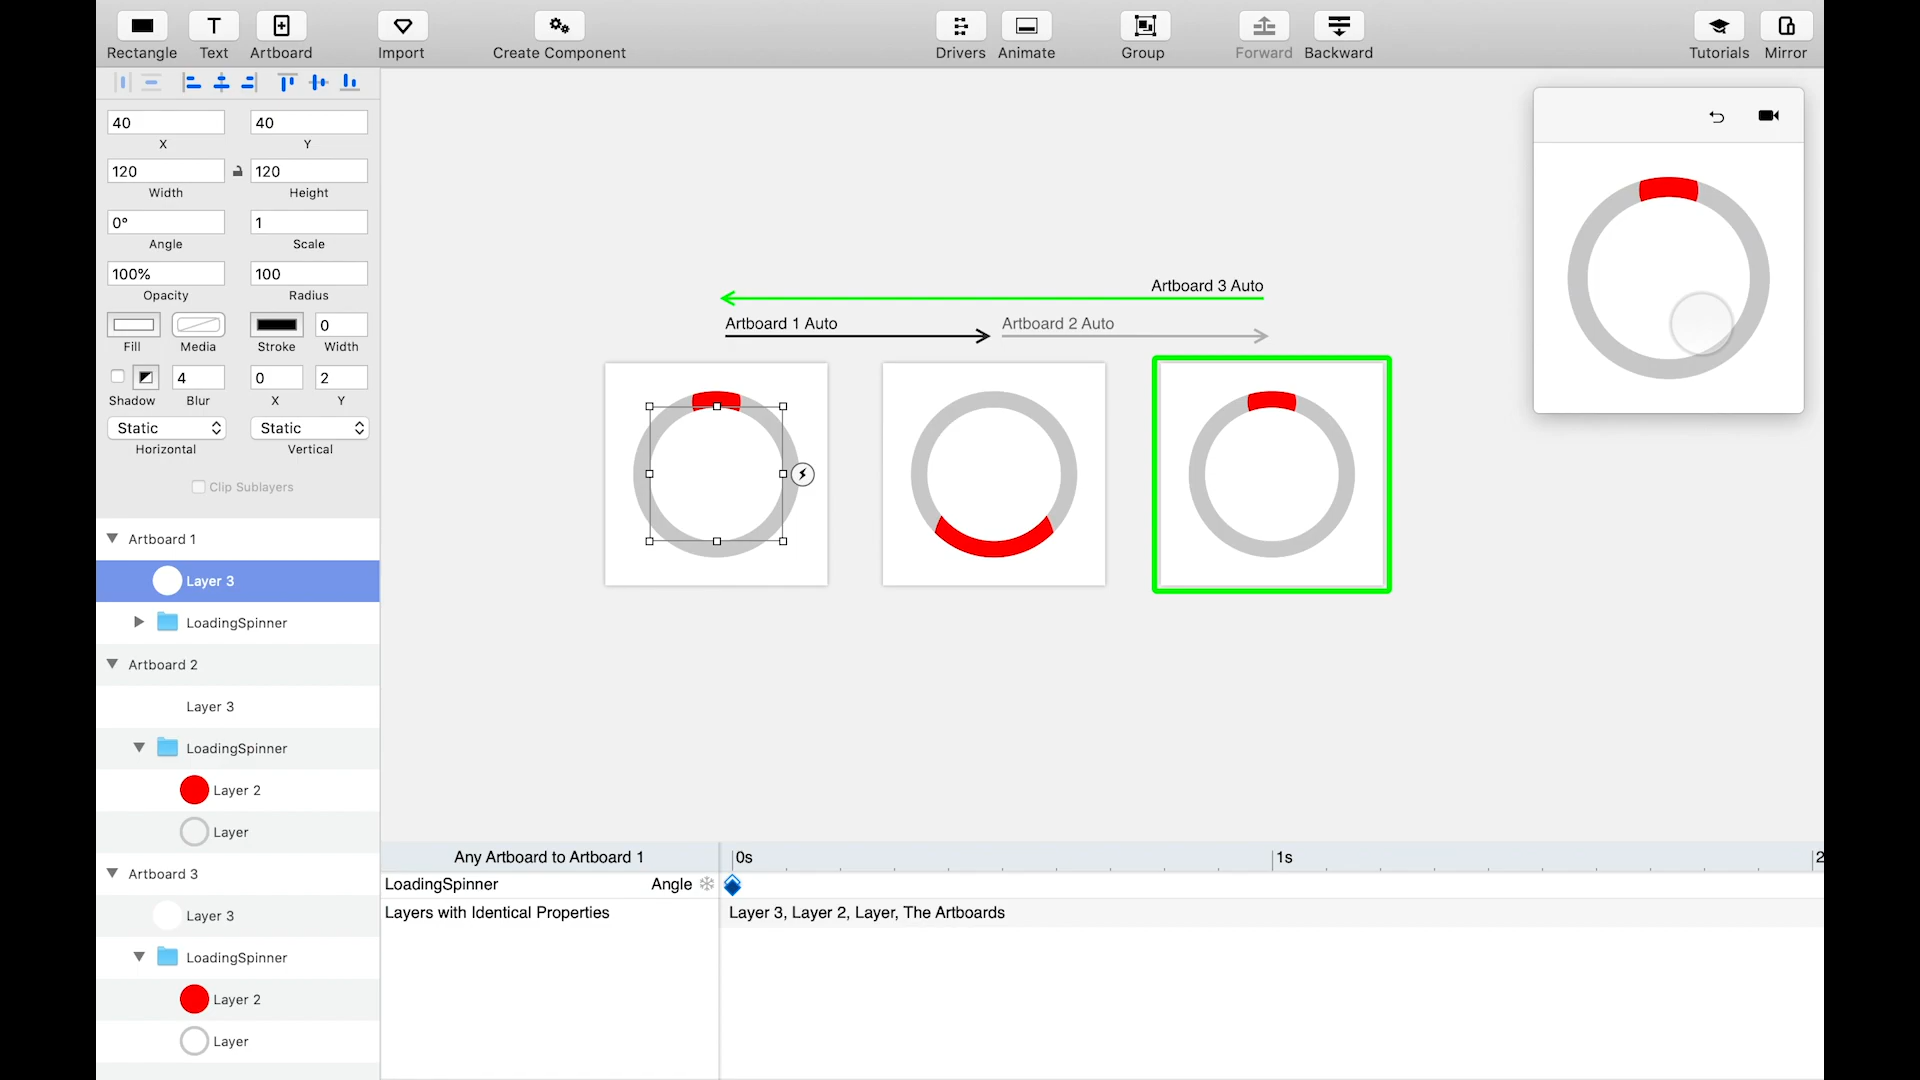 Rectangle Text Artboard Import Create Component Drivers Animate Group Forward Backward Tutorials Mirror
40 40
X Y
120 120
Width Height
0° 1
Angle Scale
100% 100
Opacity Radius
0
Fill Media Stroke Width
4 0 2
Shadow Blur X Y
Static Static
Horizontal Vertical
Clip Sublayers
Artboard 1
Layer 3
LoadingSpinner
Artboard 2
Layer 3
LoadingSpinner
Layer 2
Layer
Artboard 3
Layer 3
LoadingSpinner
Layer 2
Layer
Artboard 3 Auto
Artboard 1 Auto Artboard 2 Auto
Any Artboard to Artboard 1 0s 1s 2
LoadingSpinner Angle
Layers with Identical Properties Layer 3, Layer 2, Layer, The Artboards